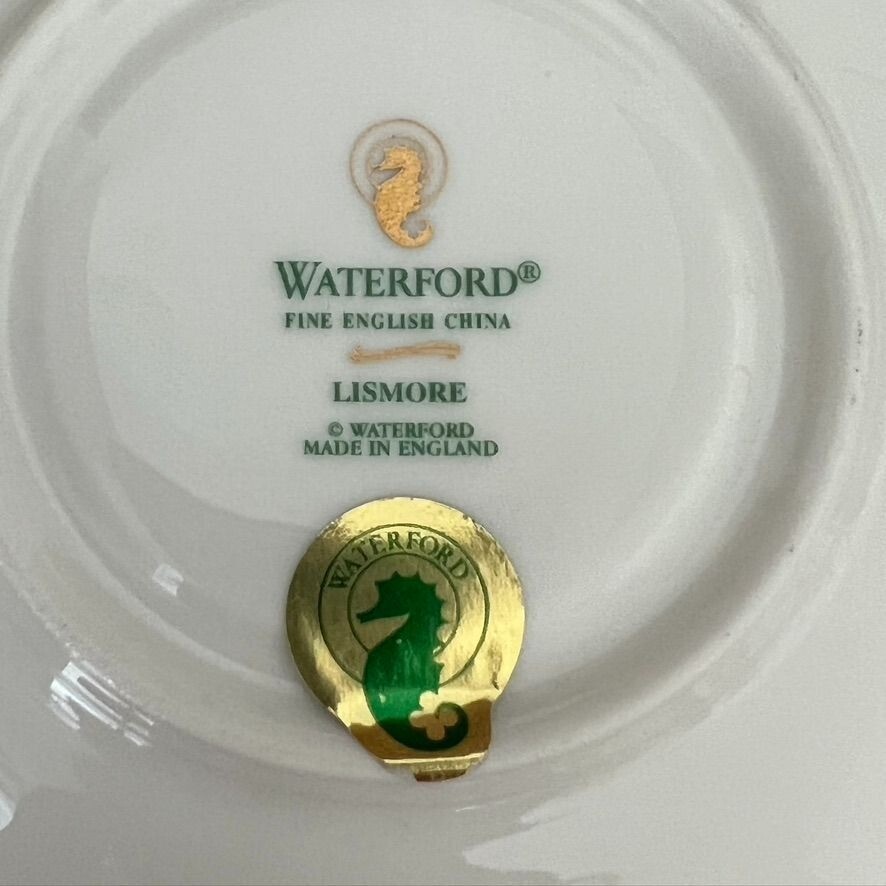 WATERFORD®
FINE ENGLISH CHINA
LISMORE
© WATERFORD
MADE IN ENGLAND
WATERFORD